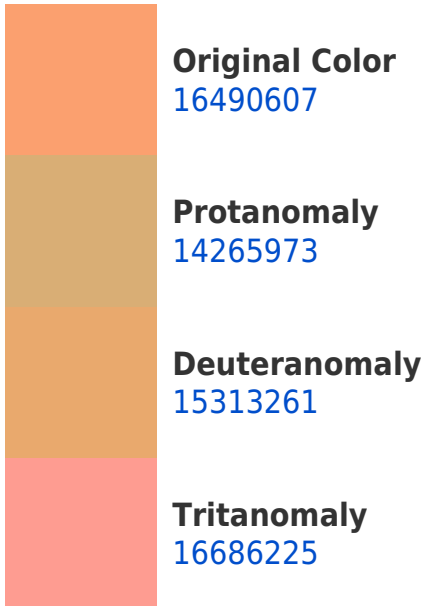 Original Color
16490607
Protanomaly
14265973
Deuteranomaly
15313261
Tritanomaly
16686225